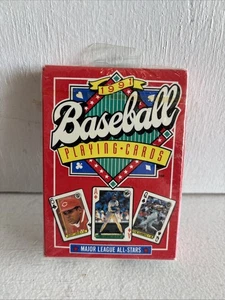 1991
Baseball
PLAYING • CARDS
MAJOR LEAGUE ALL-STARS